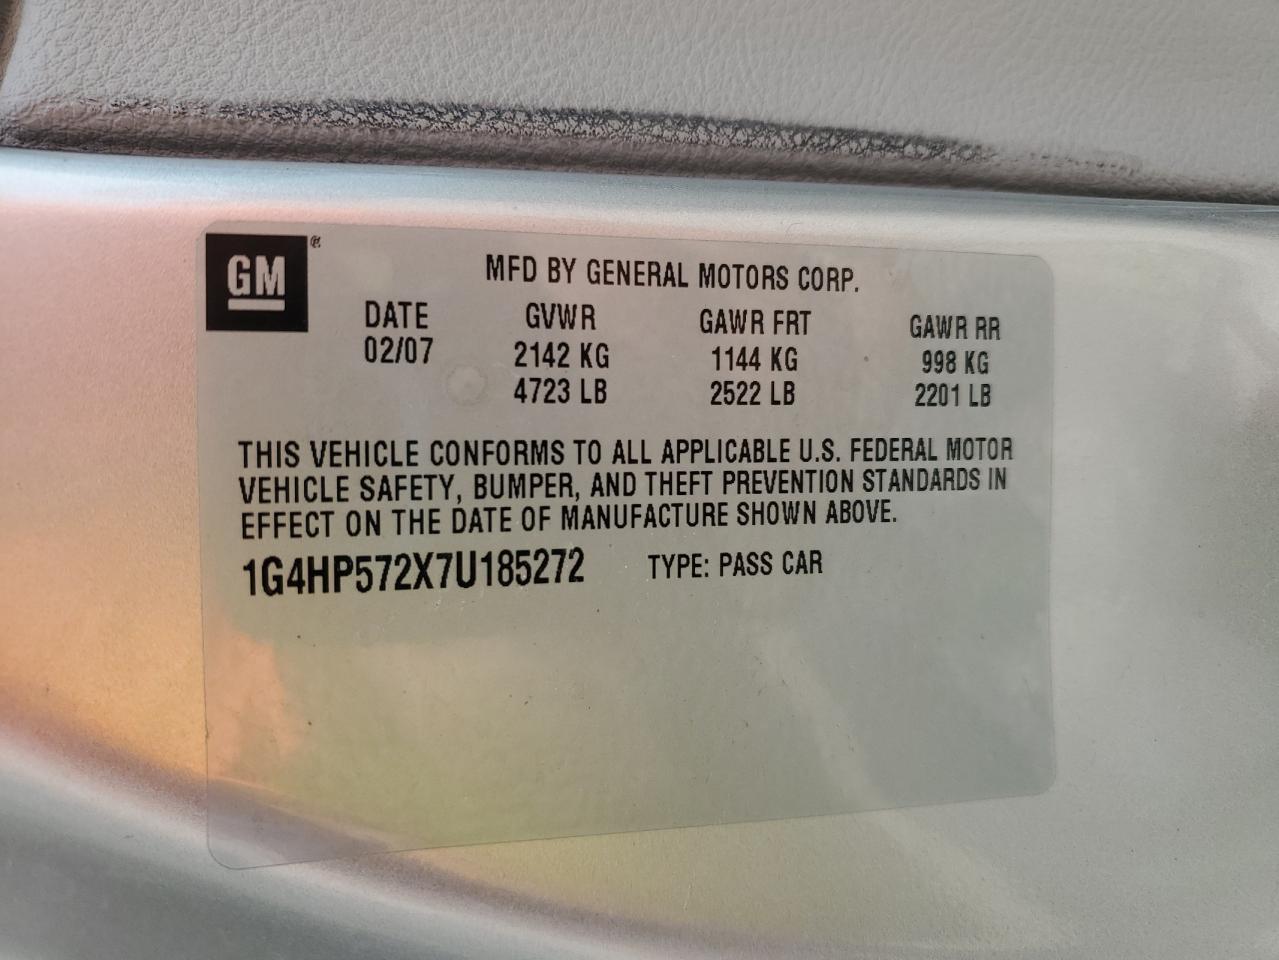 GM ®
MFD BY GENERAL MOTORS CORP.
DATE GVWR GAWR FRT GAWR RR
02/07 2142 KG 1144 KG 998 KG
4723 LB 2522 LB 2201 LB
THIS VEHICLE CONFORMS TO ALL APPLICABLE U.S. FEDERAL MOTOR
VEHICLE SAFETY, BUMPER, AND THEFT PREVENTION STANDARDS IN
EFFECT ON THE DATE OF MANUFACTURE SHOWN ABOVE.
1G4HP572X7U185272 TYPE: PASS CAR